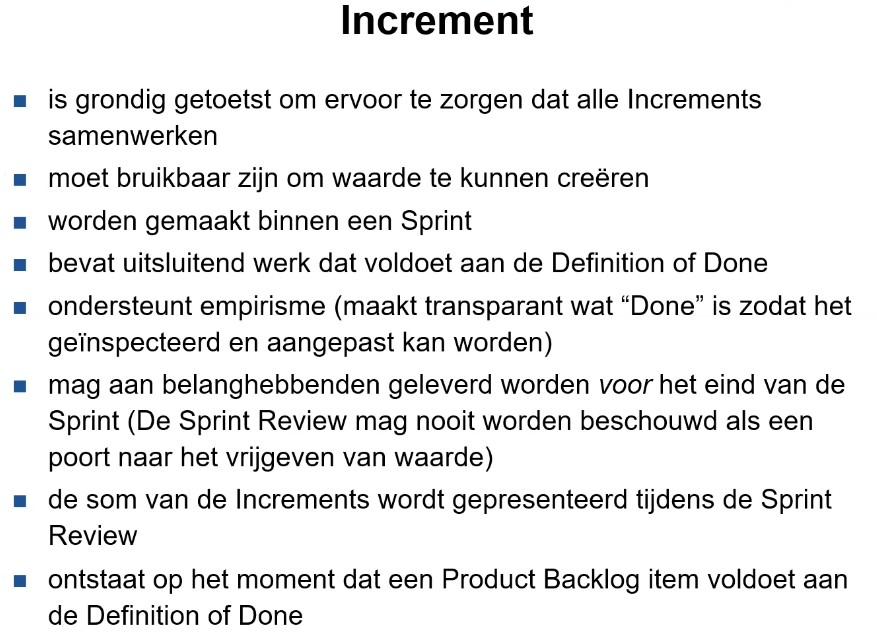 Increment
▪ is grondig getoetst om ervoor te zorgen dat alle Increments
samenwerken
▪ moet bruikbaar zijn om waarde te kunnen creëren
▪ worden gemaakt binnen een Sprint
▪ bevat uitsluitend werk dat voldoet aan de Definition of Done
▪ ondersteunt empirisme (maakt transparant wat “Done” is zodat het
geïnspecteerd en aangepast kan worden)
▪ mag aan belanghebbenden geleverd worden voor het eind van de
Sprint (De Sprint Review mag nooit worden beschouwd als een
poort naar het vrijgeven van waarde)
▪ de som van de Increments wordt gepresenteerd tijdens de Sprint
Review
▪ ontstaat op het moment dat een Product Backlog item voldoet aan
de Definition of Done